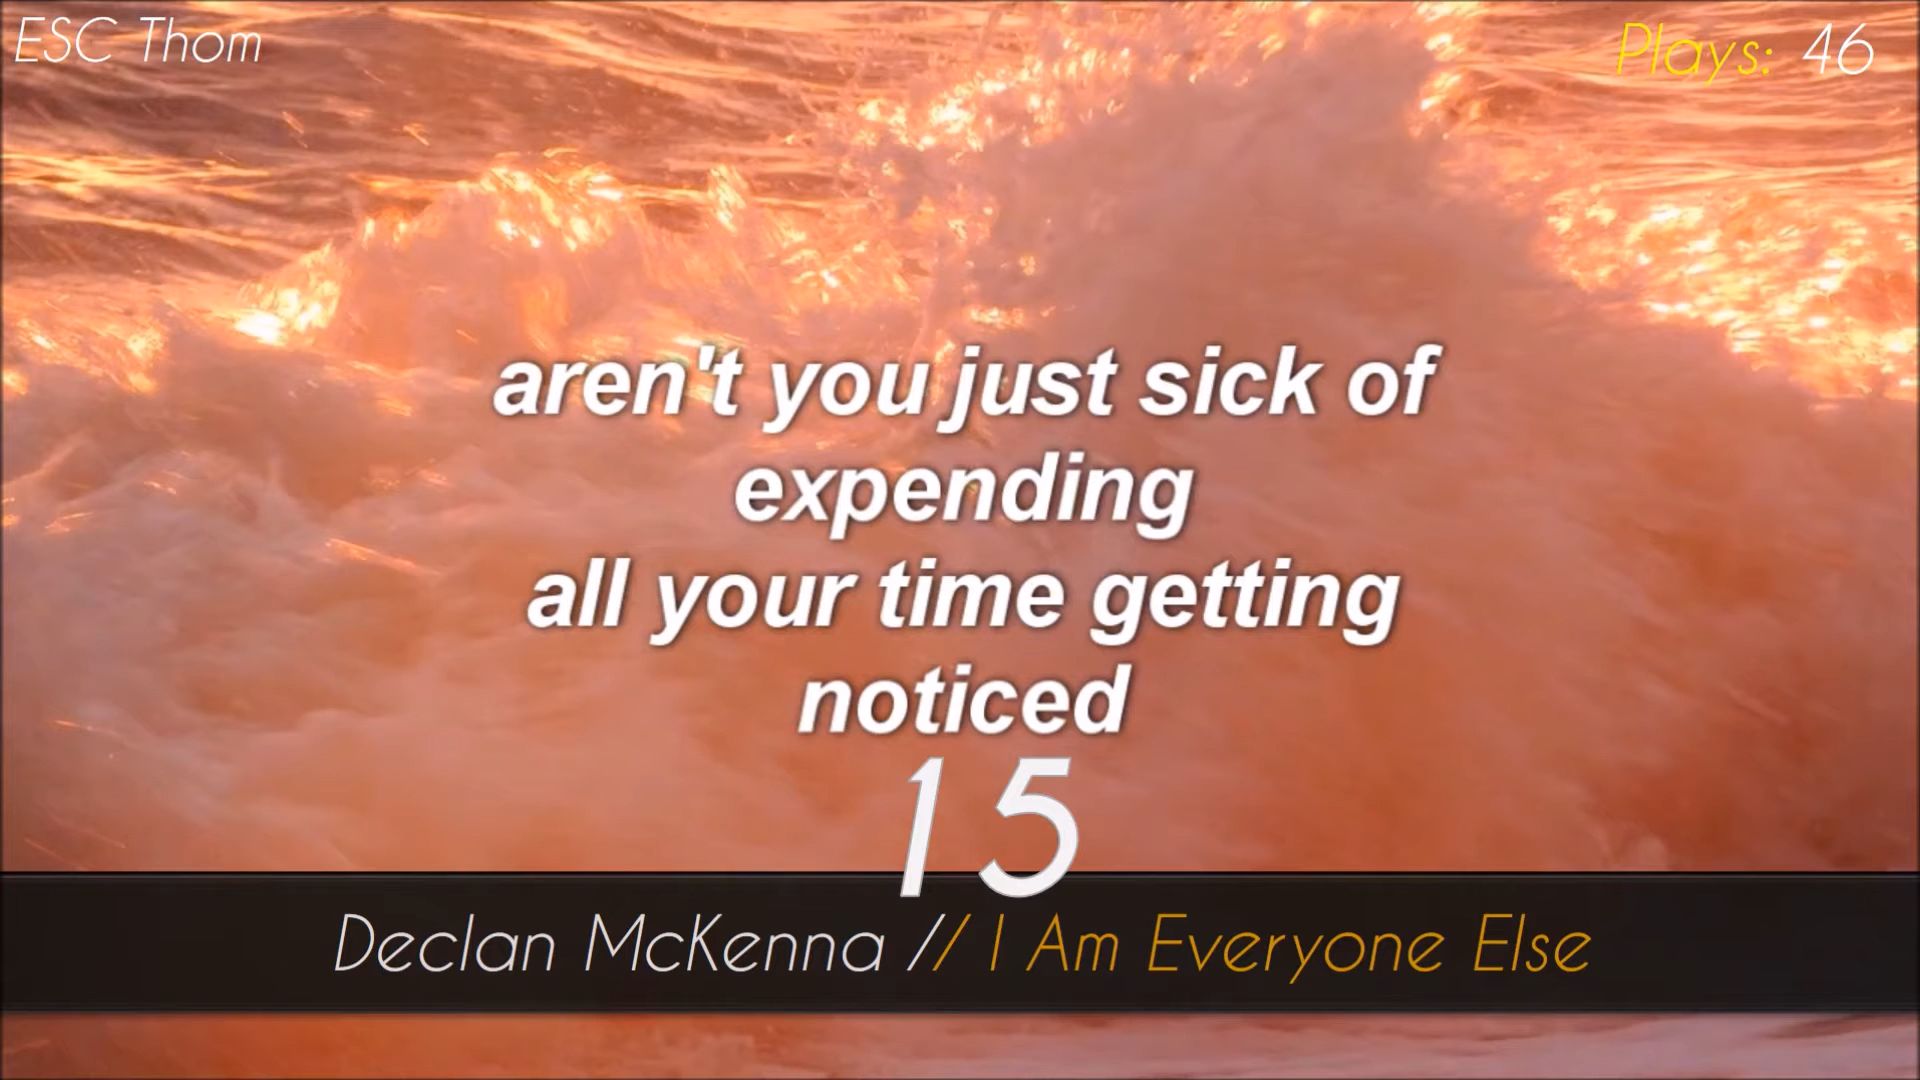 ESC Thom
Plays: 46
aren't you just sick of
expending
all your time getting
noticed
15
Declan McKenna // I Am Everyone Else